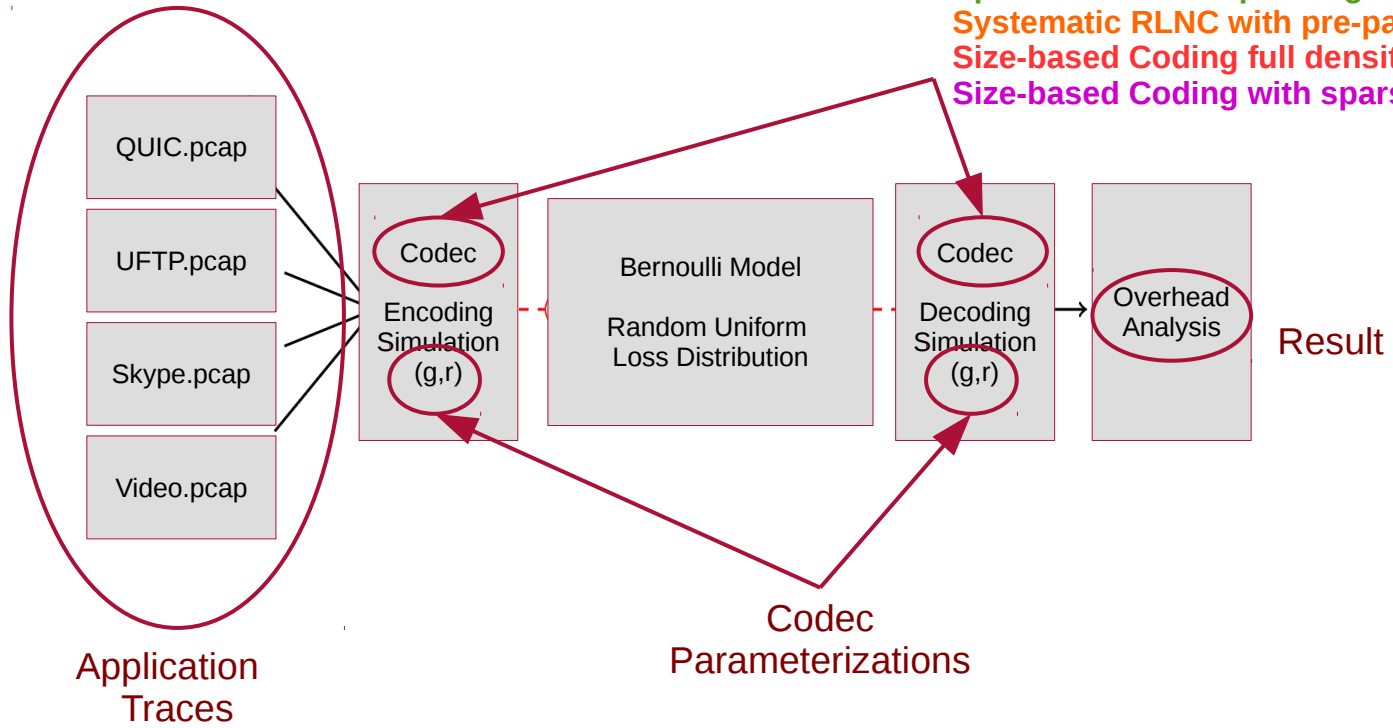 Systematic RLNC with pre-pa
Size-based Coding full densit
Size-based Coding with spars
QUIC.pcap
UFTP.pcap
Skype.pcap
Video.pcap
Codec
Encoding
Simulation
(g,r)
Bernoulli Model
Random Uniform
Loss Distribution
Codec
Decoding
Simulation
(g,r)
Overhead
Analysis
Result
Codec
Parameterizations
Application
Traces